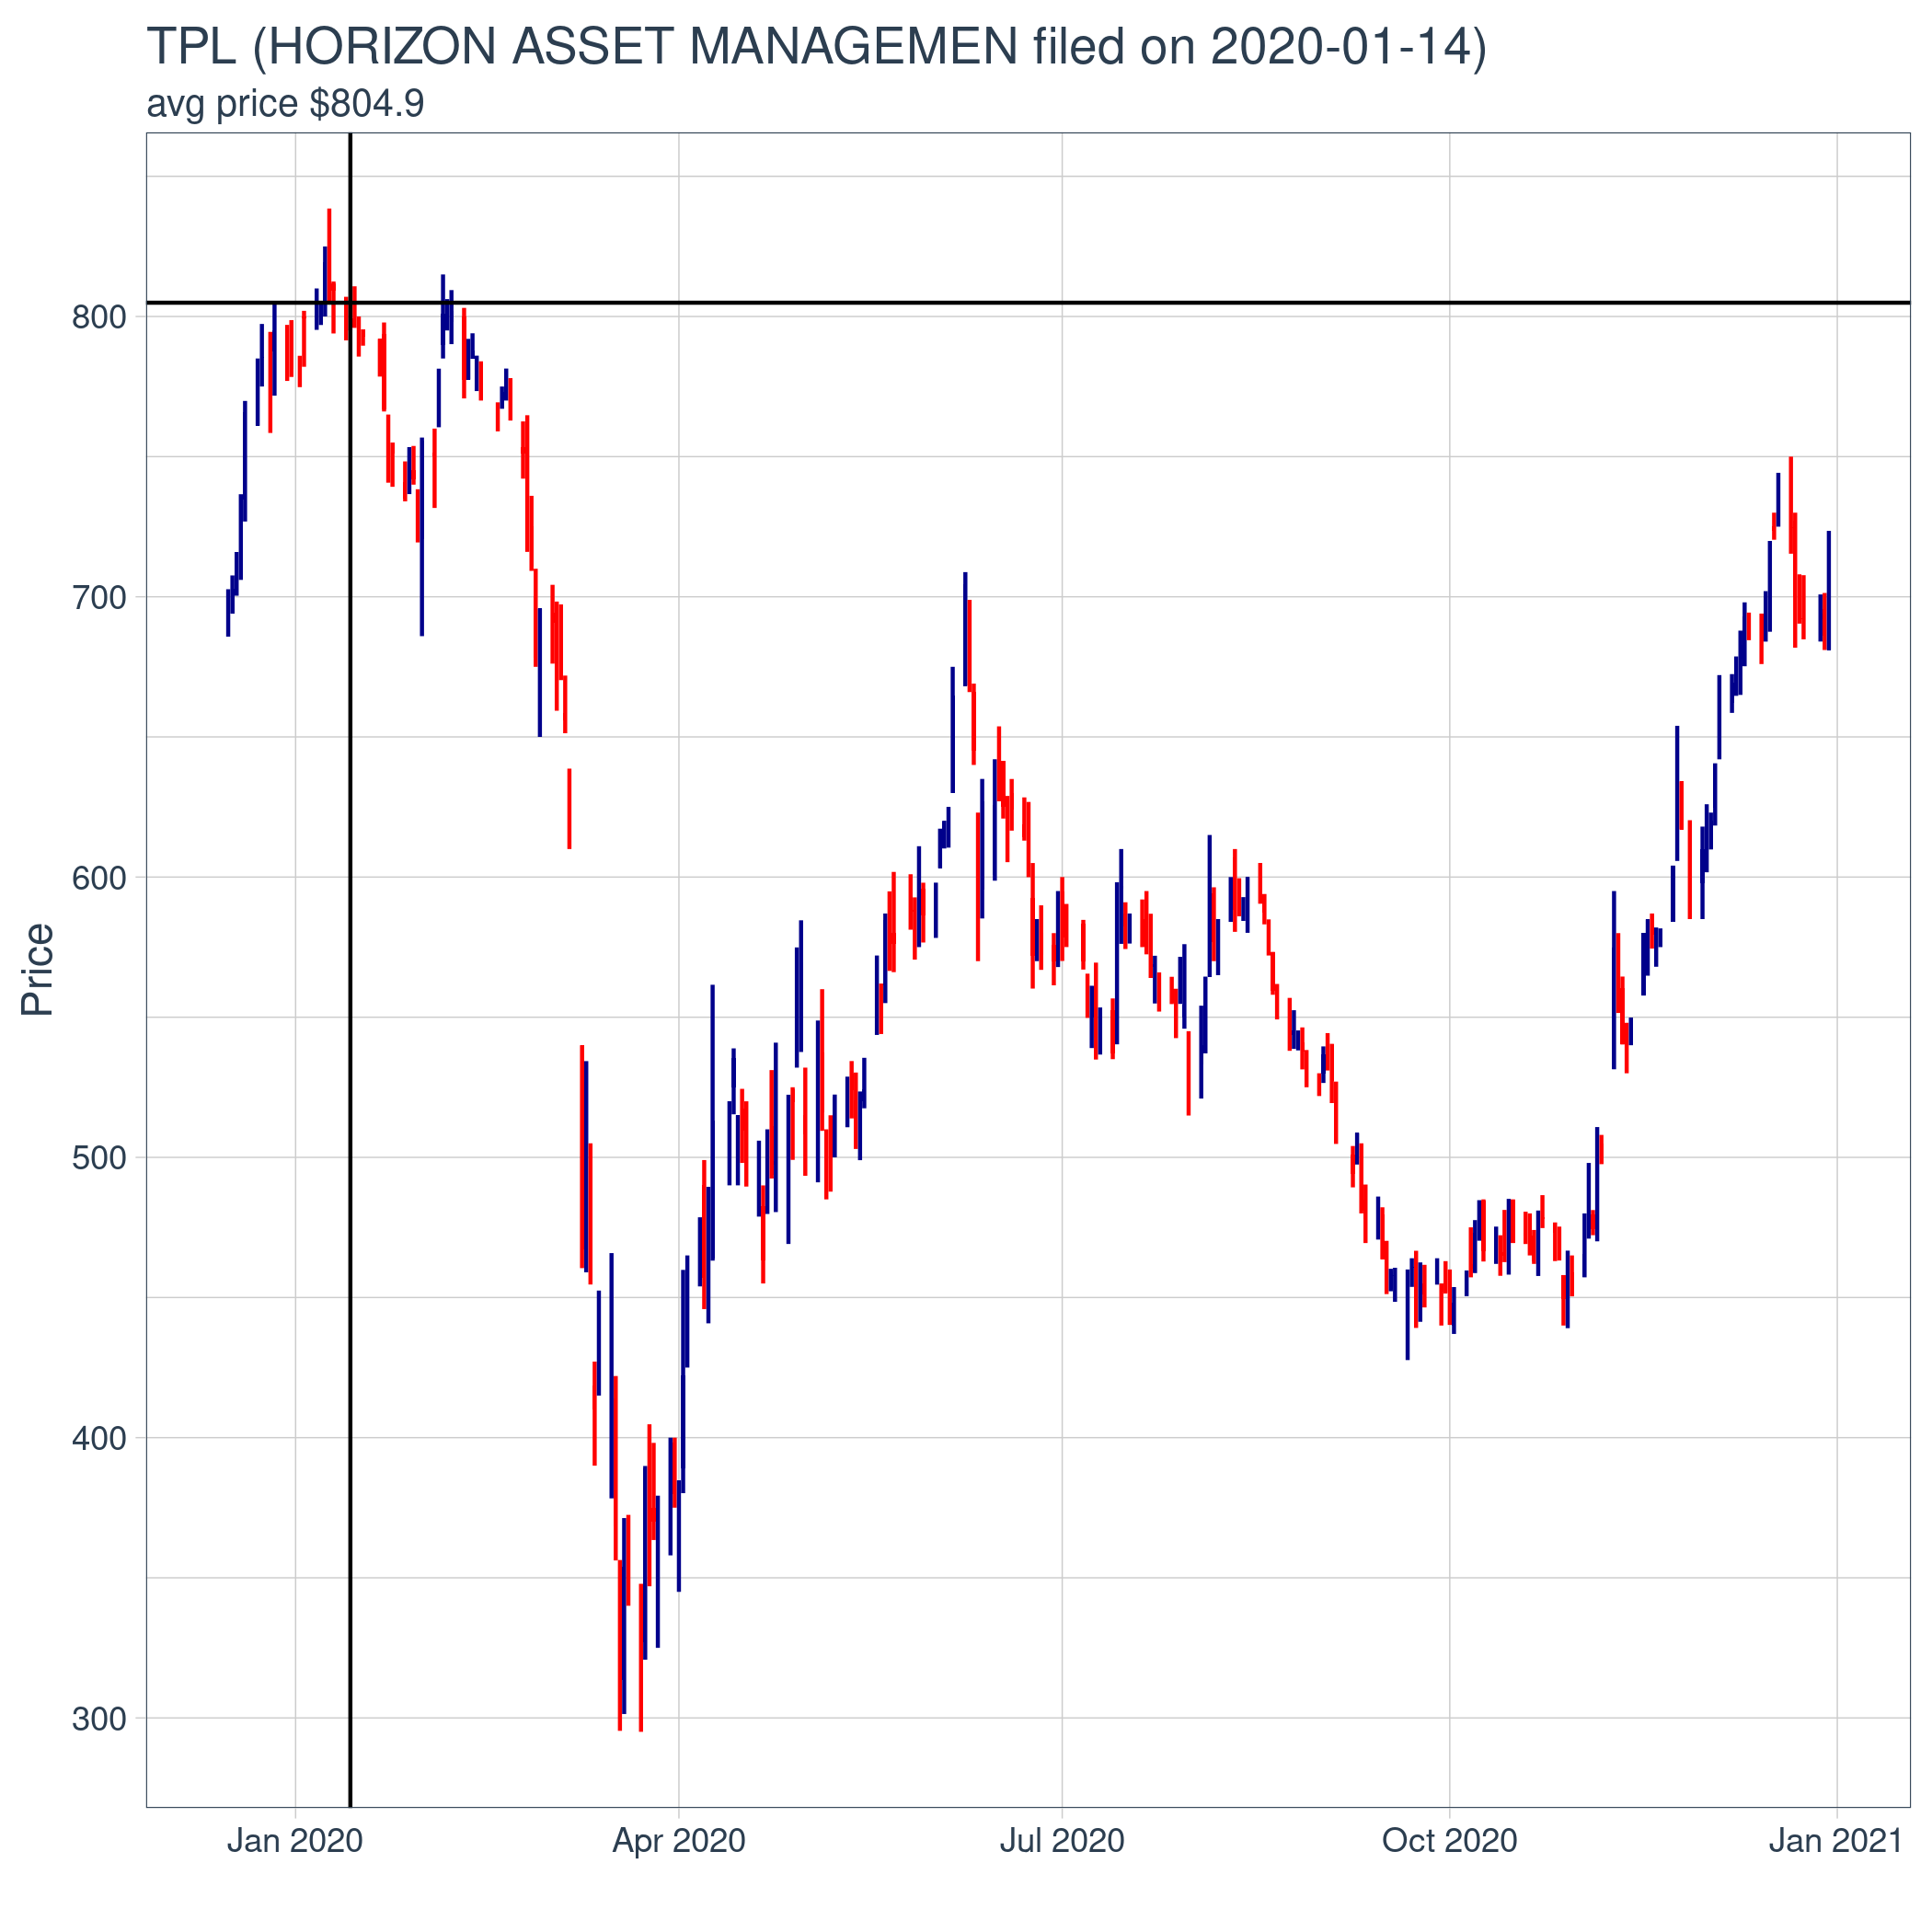 TPL (HORIZON ASSET MANAGEMEN filed on 2020-01-14)
avg price $804.9
800
700
600
500
400
300
Price
Jan 2020
Apr 2020
Jul 2020
Oct 2020
Jan 2021